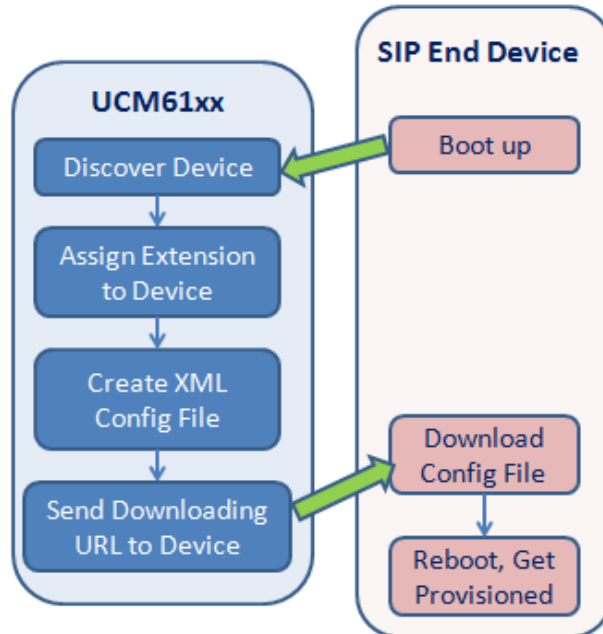 UCM61xx
Discover Device
Assign Extension
to Device
Create XML
Config File
Send Downloading
URL to Device
SIP End Device
Boot up
Download
Config File
Reboot, Get
Provisioned